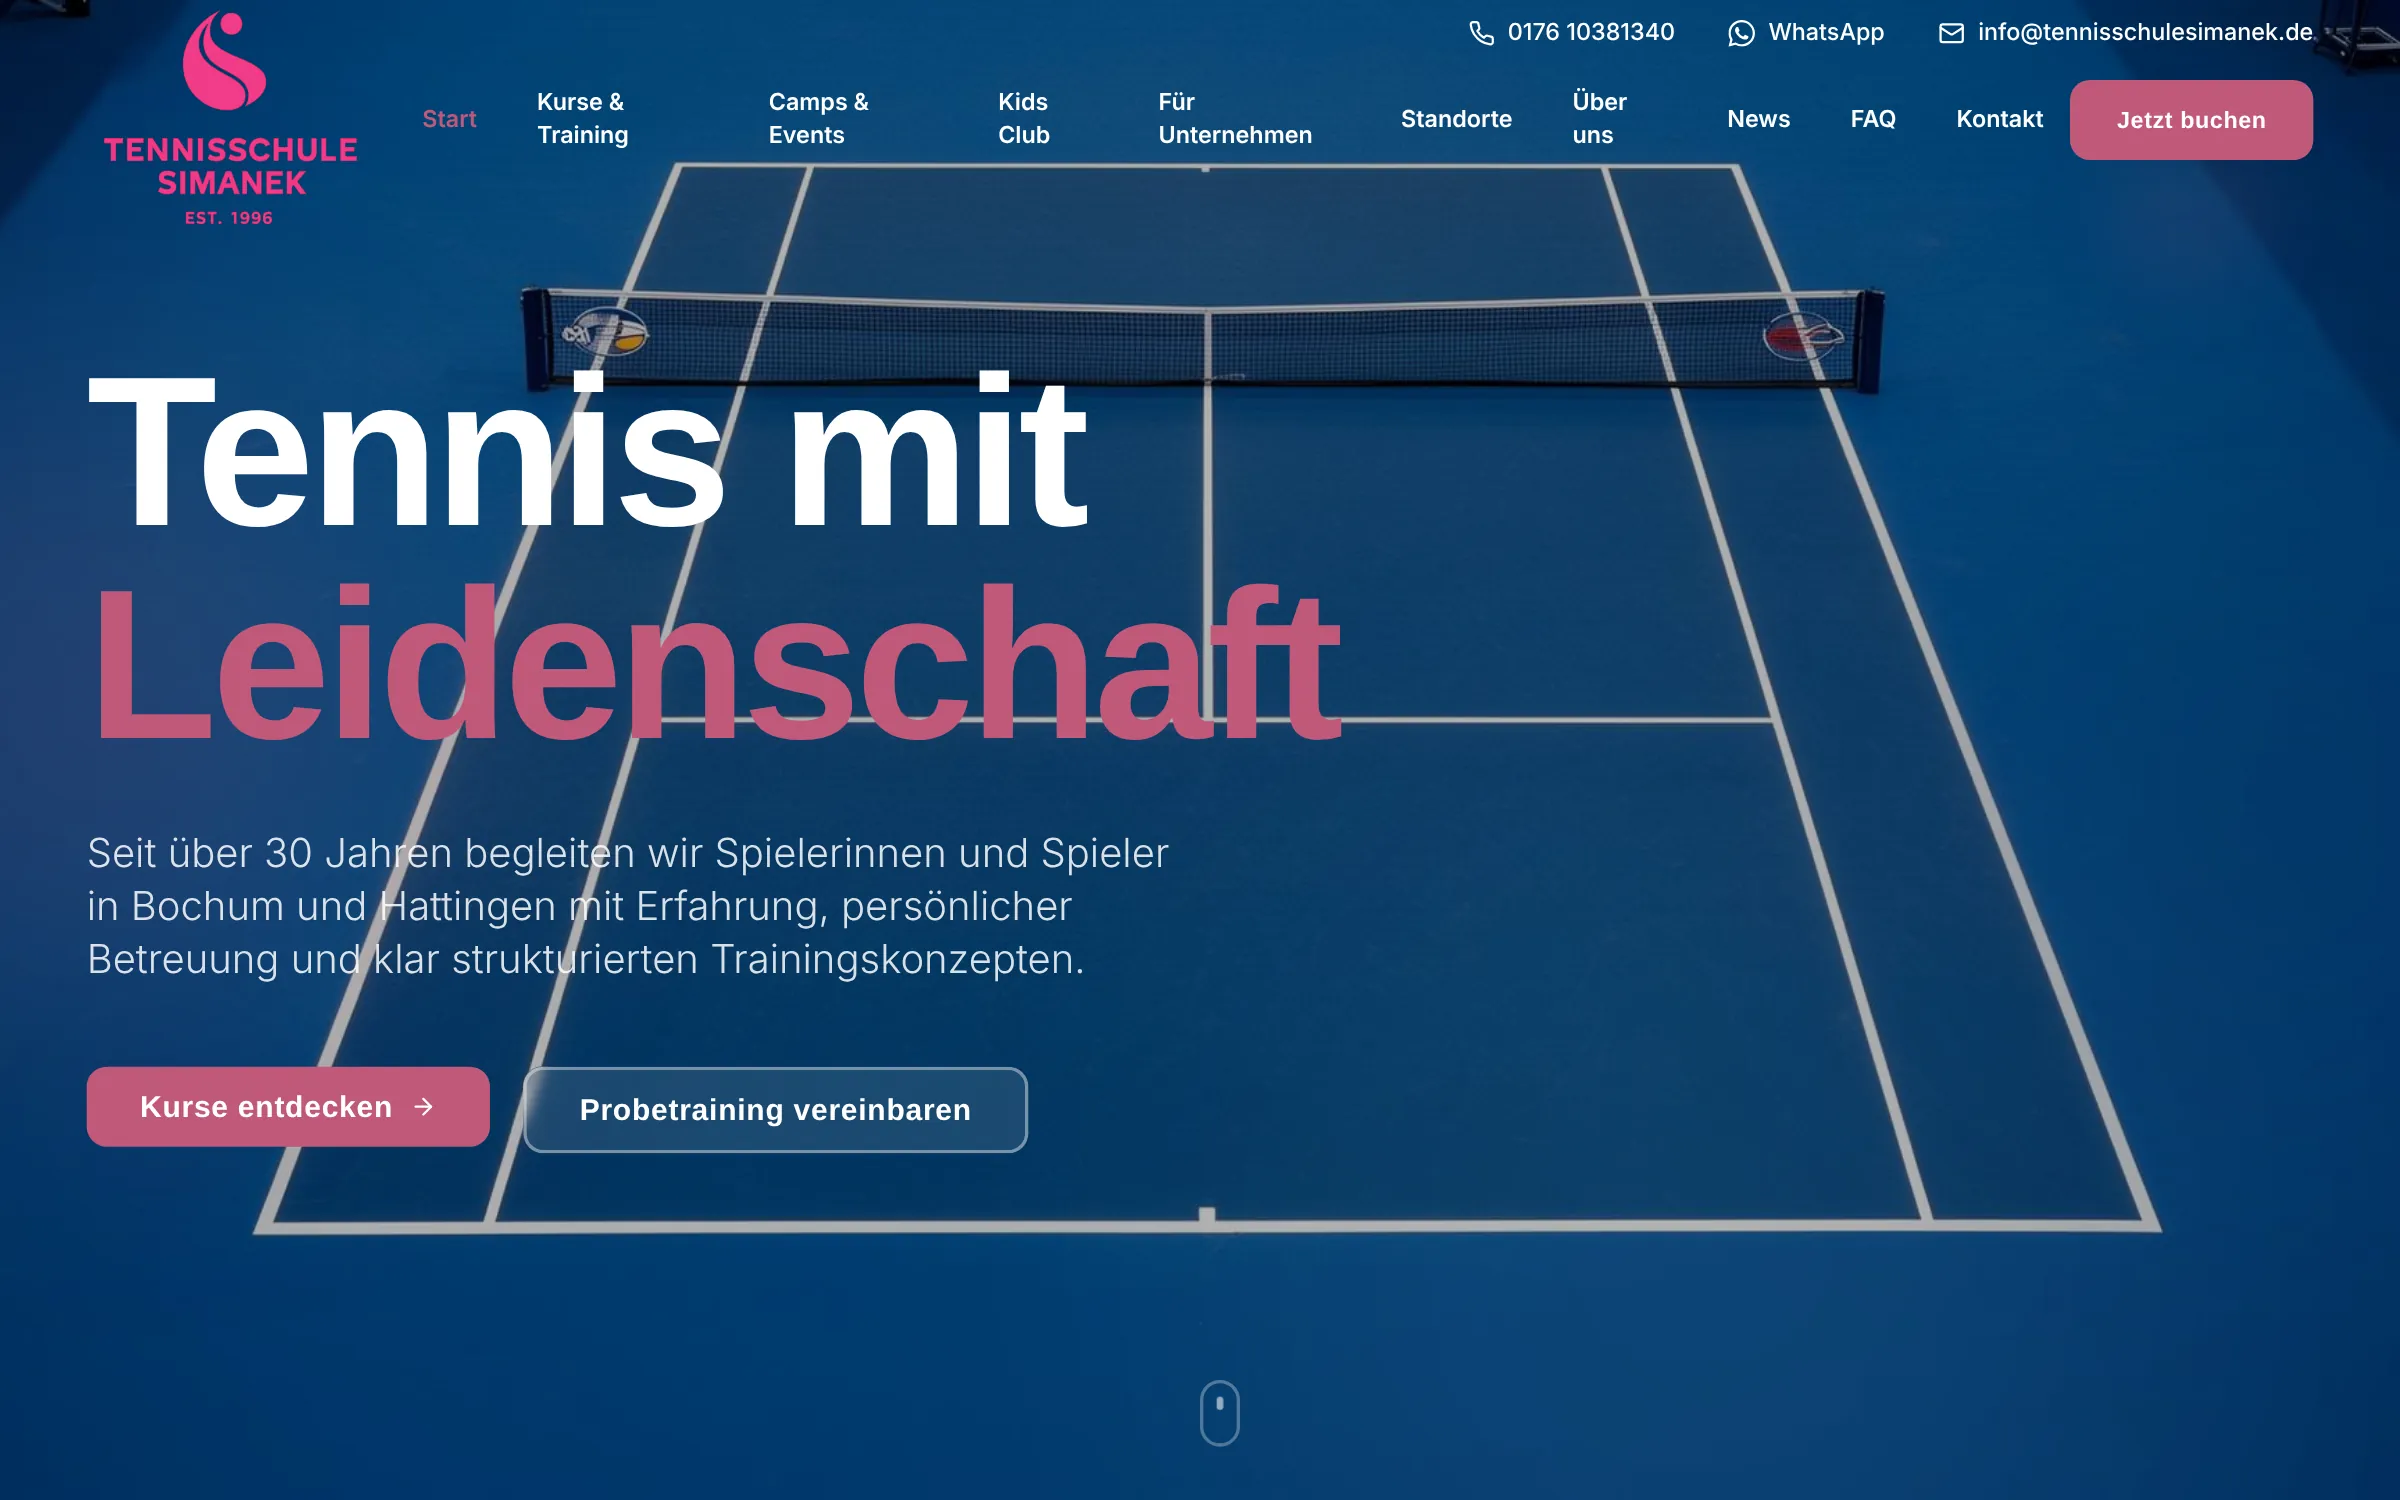 0176 10381340
WhatsApp
info@tennisschulesimanek.de
TENNISSCHULE
SIMANEK
EST. 1996
Start
Kurse &
Training
Camps &
Events
Kids
Club
Für
Unternehmen
Standorte
Über
uns
News
FAQ
Kontakt
Jetzt buchen
Tennis mit
Leidenschaft
Seit über 30 Jahren begleiten wir Spielerinnen und Spieler
in Bochum und Hattingen mit Erfahrung, persönlicher
Betreuung und klar strukturierten Trainingskonzepten.
Kurse entdecken
Probetraining vereinbaren